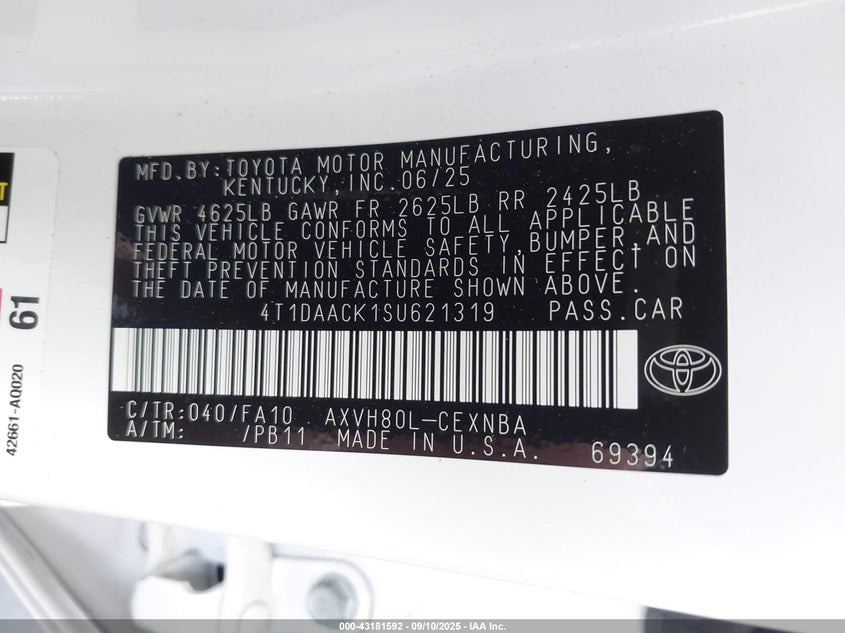 MFD.BY:TOYOTA MOTOR MANUFACTURING,
KENTUCKY,INC.06/25
GVWR 4625LB GAWR FR 2625LB RR 2425LB
THIS VEHICLE CONFORMS TO ALL APPLICABLE
FEDERAL MOTOR VEHICLE SAFETY,BUMPER,AND
THEFT PREVENTION STANDARDS IN EFFECT ON
THE DATE OF MANUFACTURE SHOWN ABOVE.
4T1DAACK1SU621319 PASS.CAR
C/TR:040/FA10 AXVH80L-CEXNBA
A/TM: /PB11 MADE IN U.S.A.
69394
61
42661-A0020
000-43181592 - 09/10/2025 - IAA Inc.